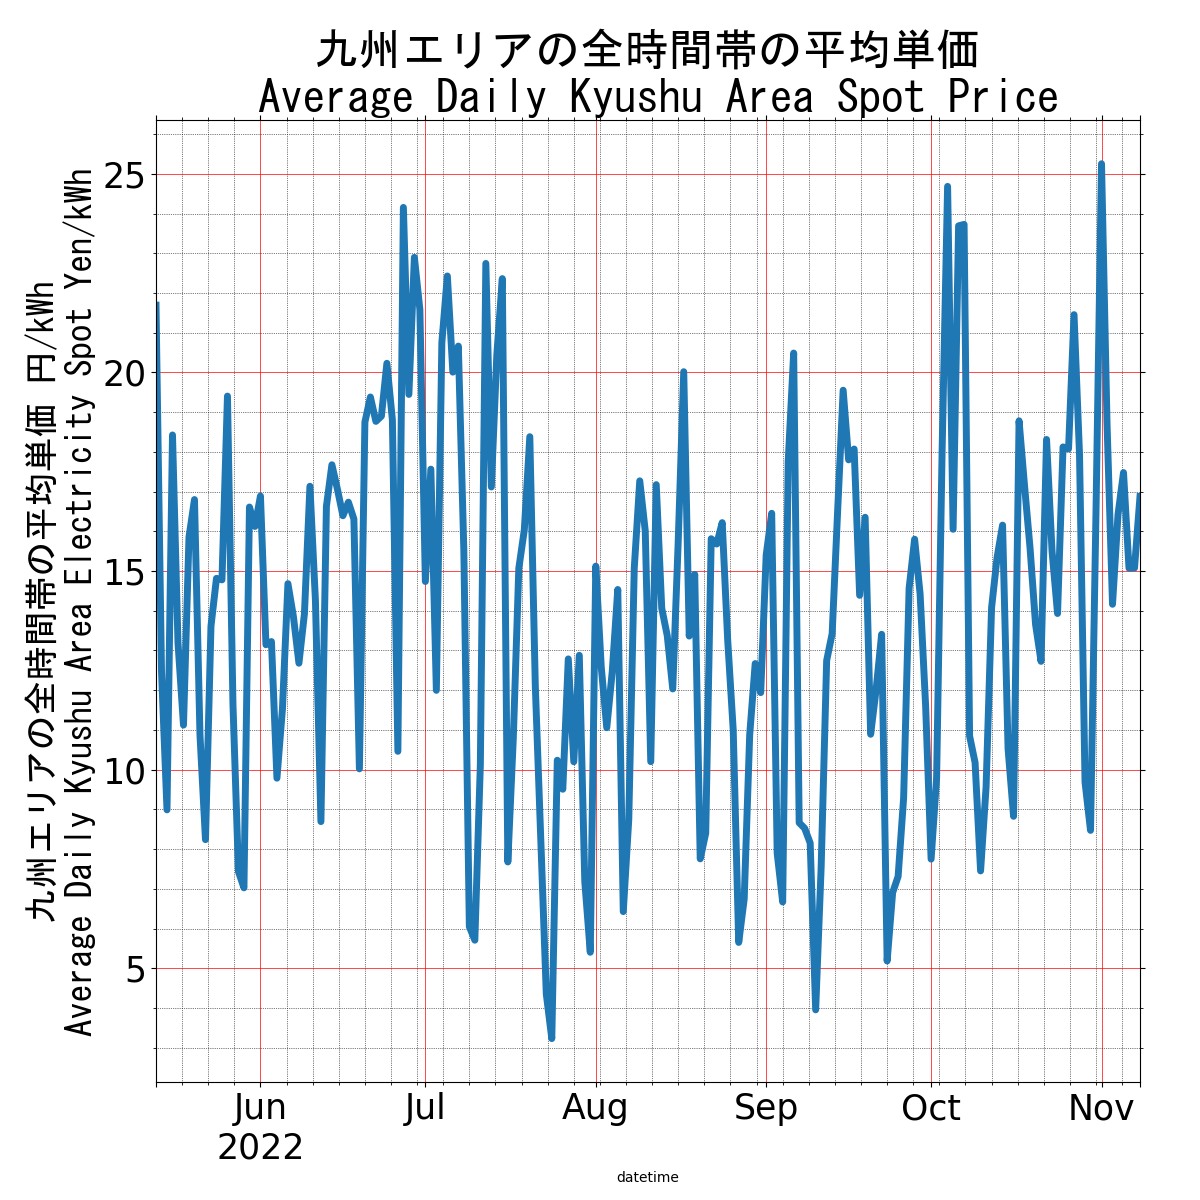 九州エリアの全時間帯の平均単価
Average Daily Kyushu Area Spot Price
九州エリアの全時間帯の平均単価 円/kWh
Average Daily Kyushu Area Electricity Spot Yen/kWh
25
20
15
10
5
Jun Jul Aug Sep Oct Nov
2022
datetime